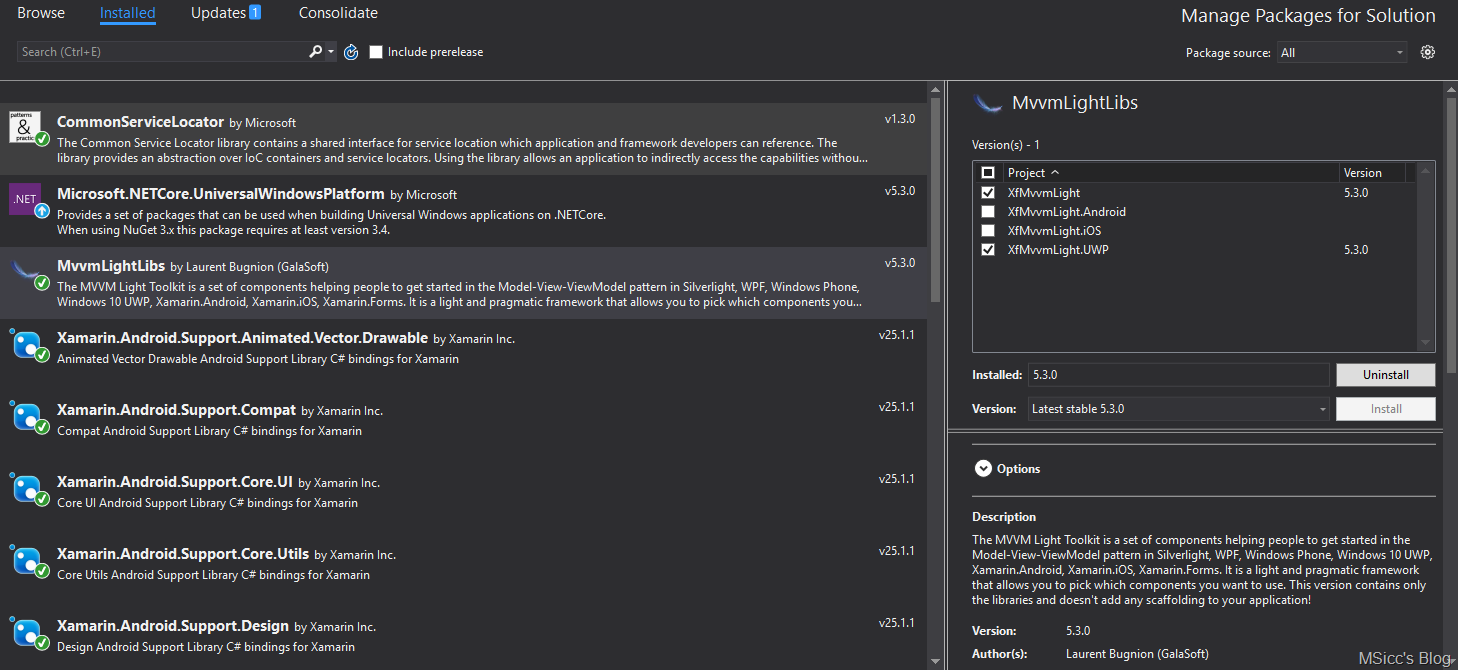 Browse Installed Updates 1 Consolidate
Manage Packages for Solution
Search (Ctrl+E)
Include prerelease
Package source: All
patterns
&
practic
CommonServiceLocator by Microsoft
v1.3.0
The Common Service Locator library contains a shared interface for service location which application and framework developers can reference. The
library provides an abstraction over IoC containers and service locators. Using the library allows an application to indirectly access the capabilities withou...
.NET
Microsoft.NETCore.UniversalWindowsPlatform by Microsoft
v5.3.0
Provides a set of packages that can be used when building Universal Windows applications on .NETCore.
When using NuGet 3.x this package requires at least version 3.4.
MvvmLightLibs by Laurent Bugnion (GalaSoft)
v5.3.0
The MVVM Light Toolkit is a set of components helping people to get started in the Model-View-ViewModel pattern in Silverlight, WPF, Windows Phone,
Windows 10 UWP, Xamarin.Android, Xamarin.iOS, Xamarin.Forms. It is a light and pragmatic framework that allows you to pick which components you...
Xamarin.Android.Support.Animated.Vector.Drawable by Xamarin Inc.
v25.1.1
Animated Vector Drawable Android Support Library C# bindings for Xamarin
Xamarin.Android.Support.Compat by Xamarin Inc.
v25.1.1
Compat Android Support Library C# bindings for Xamarin
Xamarin.Android.Support.Core.UI by Xamarin Inc.
v25.1.1
Core UI Android Support Library C# bindings for Xamarin
Xamarin.Android.Support.Core.Utils by Xamarin Inc.
v25.1.1
Core Utils Android Support Library C# bindings for Xamarin
Xamarin.Android.Support.Design by Xamarin Inc.
v25.1.1
Design Android Support Library C# bindings for Xamarin
MvvmLightLibs
Version(s) - 1
Project Version
XfMvvmLight 5.3.0
XfMvvmLight.Android
XfMvvmLight.iOS
XfMvvmLight.UWP 5.3.0
Installed: 5.3.0 Uninstall
Version: Latest stable 5.3.0 Install
Options
Description
The MVVM Light Toolkit is a set of components helping people to get started in the
Model-View-ViewModel pattern in Silverlight, WPF, Windows Phone, Windows 10 UWP,
Xamarin.Android, Xamarin.iOS, Xamarin.Forms. It is a light and pragmatic framework
that allows you to pick which components you want to use. This version contains only
the libraries and doesn't add any scaffolding to your application!
Version: 5.3.0
Author(s): Laurent Bugnion (GalaSoft)
MSicc's Blog